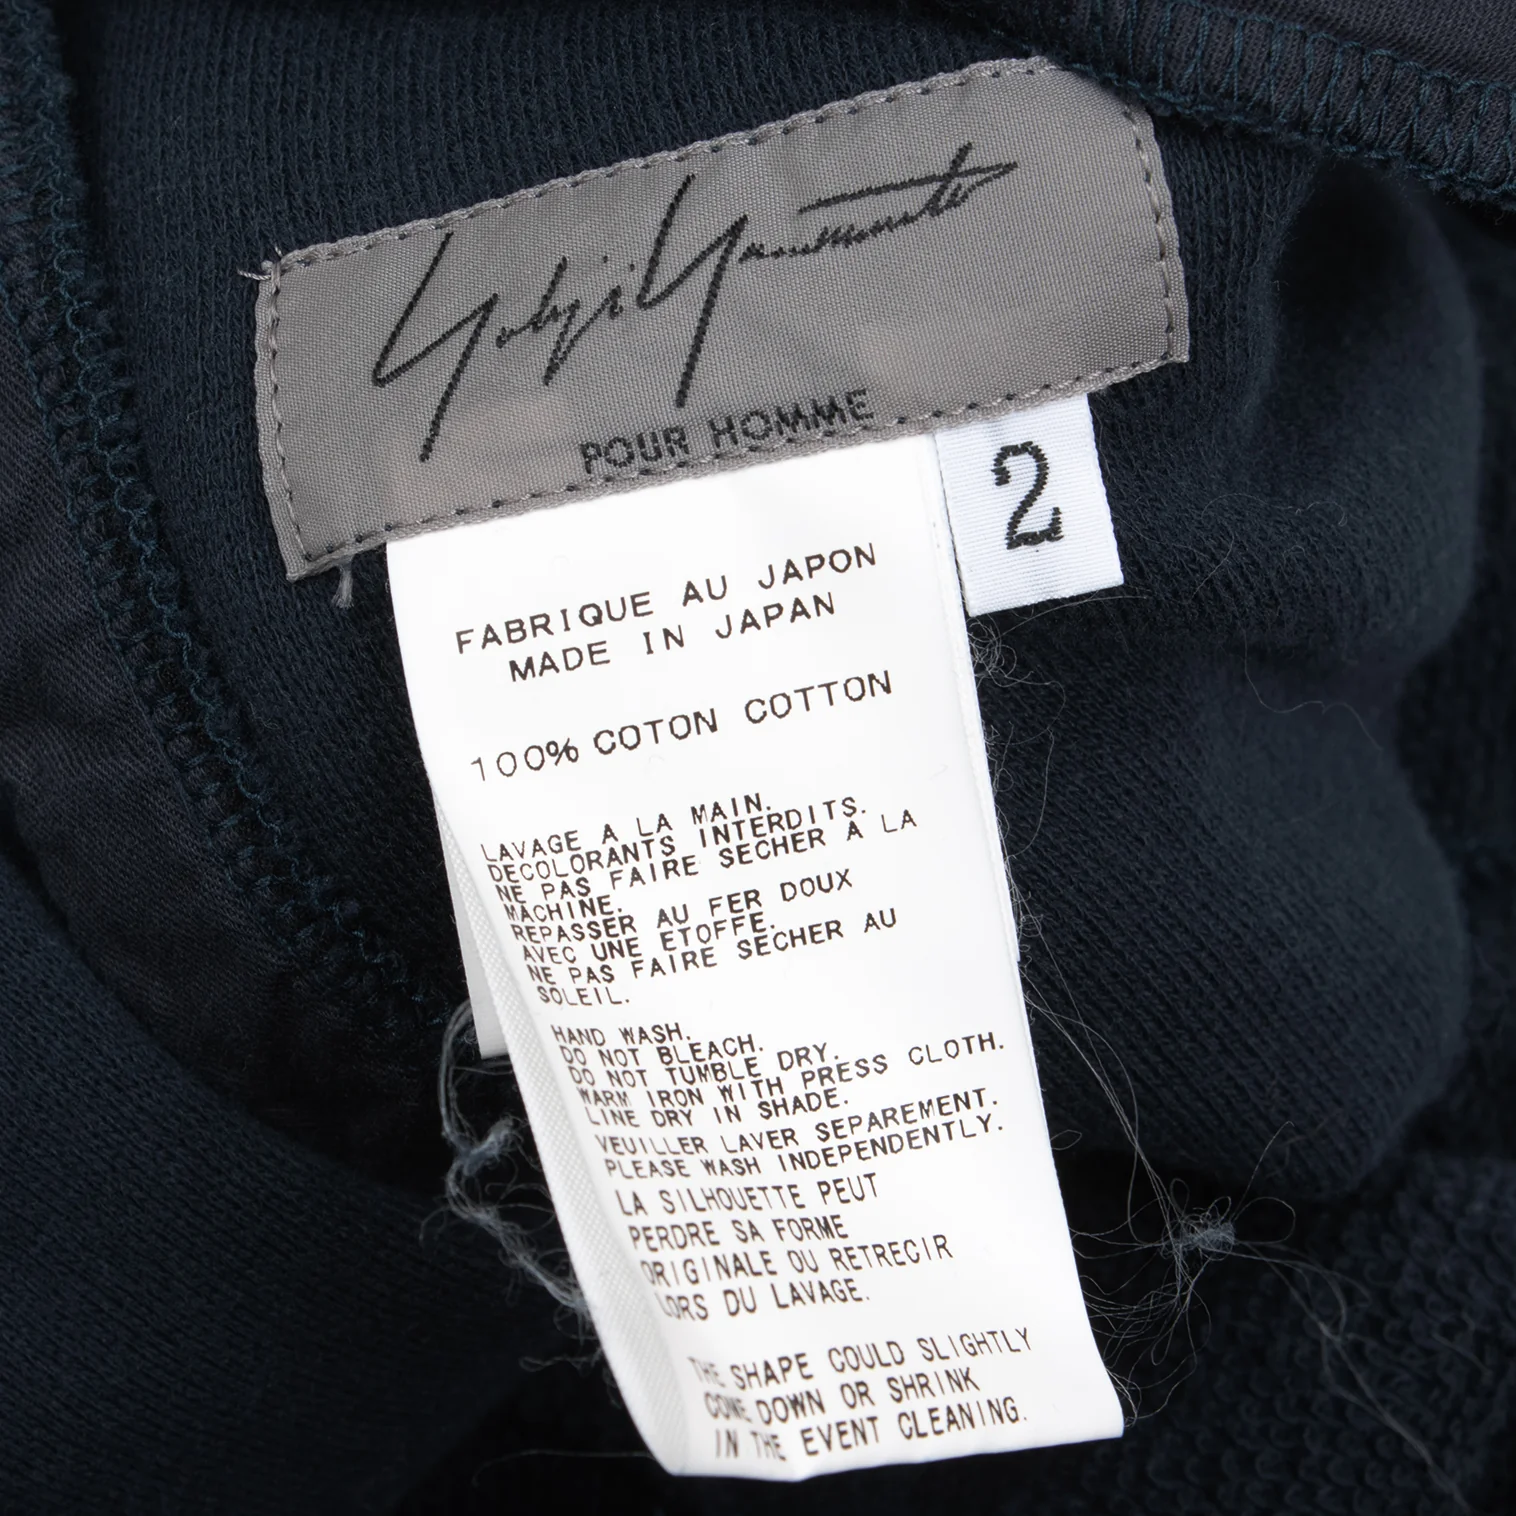 Yohji Yamamoto
POUR HOMME
2
FABRIQUE AU JAPON
MADE IN JAPAN
100% COTON COTTON
LAVAGE A LA MAIN.
DECOLORANTS INTERDITS.
NE PAS FAIRE SECHER A LA
MACHINE.
REPASSER AU FER DOUX
AVEC UNE ETOFFE.
NE PAS FAIRE SECHER AU
SOLEIL.
HAND WASH.
DO NOT BLEACH.
DO NOT TUMBLE DRY.
WARM IRON WITH PRESS CLOTH.
LINE DRY IN SHADE.
VEUILLER LAVER SEPAREMENT.
PLEASE WASH INDEPENDENTLY.
LA SILHOUETTE PEUT
PERDRE SA FORME
ORIGINALE OU RETRECIR
LORS DU LAVAGE.
THE SHAPE COULD SLIGHTLY
COME DOWN OR SHRINK
IN THE EVENT CLEANING.